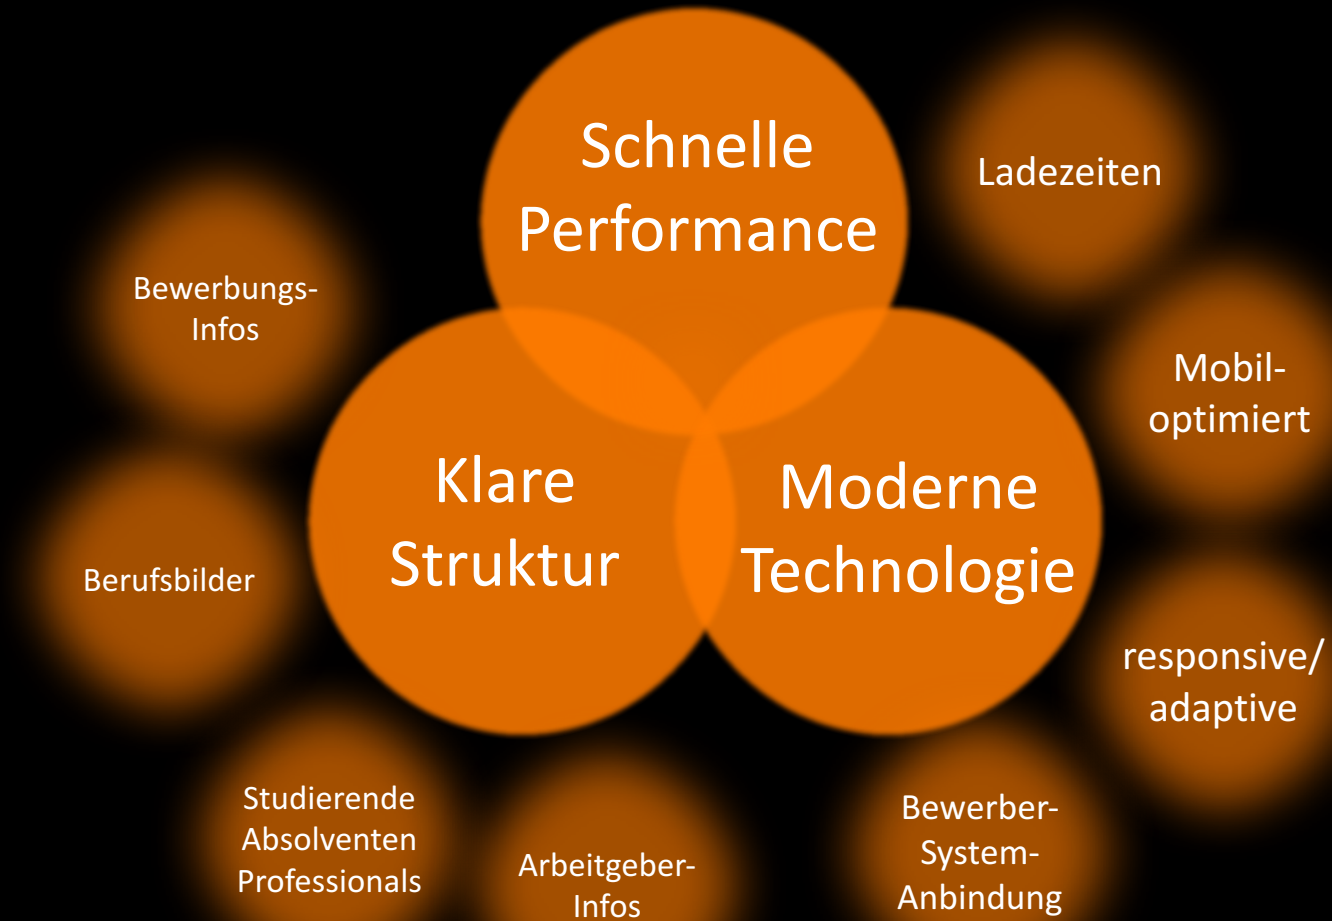 Schnelle
Performance
Ladezeiten
Bewerbungs-
Infos
Mobil-
optimiert
Klare
Struktur
Moderne
Technologie
Berufsbilder
responsive/
adaptive
Studierende
Absolventen
Professionals
Arbeitgeber-
Infos
Bewerber-
System-
Anbindung